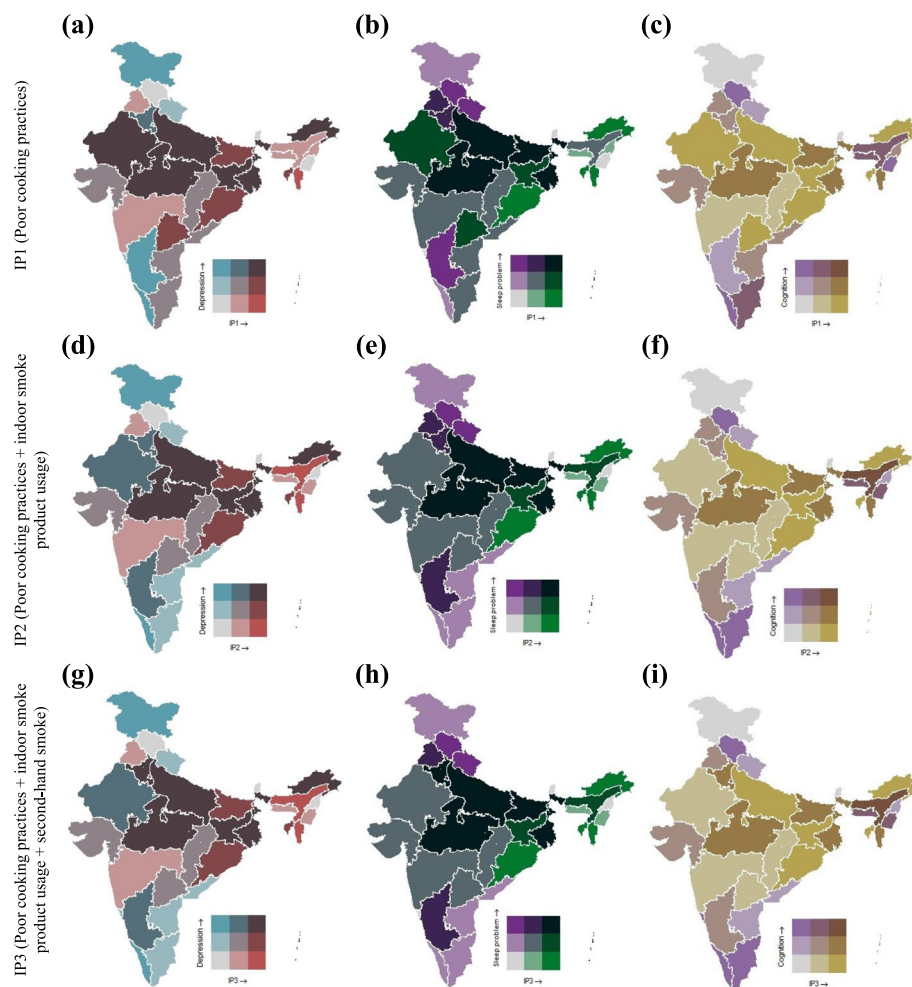 (a)
(b)
(c)
IP1 (Poor cooking practices)
Depression →
IP1 →
Sleep problem →
IP1 →
Cognition →
IP1 →
(d)
(e)
(f)
IP2 (Poor cooking practices + indoor smoke
product usage)
Depression →
IP2 →
Sleep problem →
IP2 →
Cognition →
IP2 →
(g)
(h)
(i)
IP3 (Poor cooking practices + indoor smoke
product usage + second-hand smoke)
Depression →
IP3 →
Sleep problem →
IP3 →
Cognition →
IP3 →